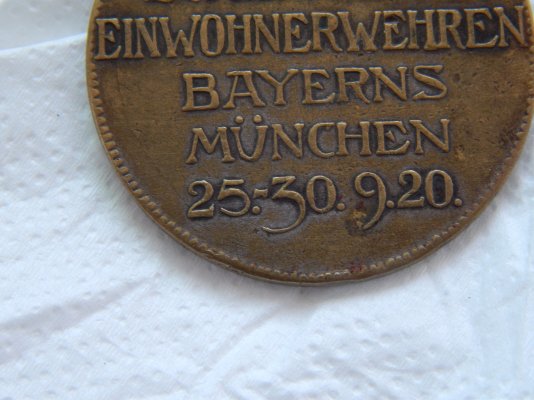 EINWOHNERWEHREN
BAYERNS
MÜNCHEN
25.-30.9.20.